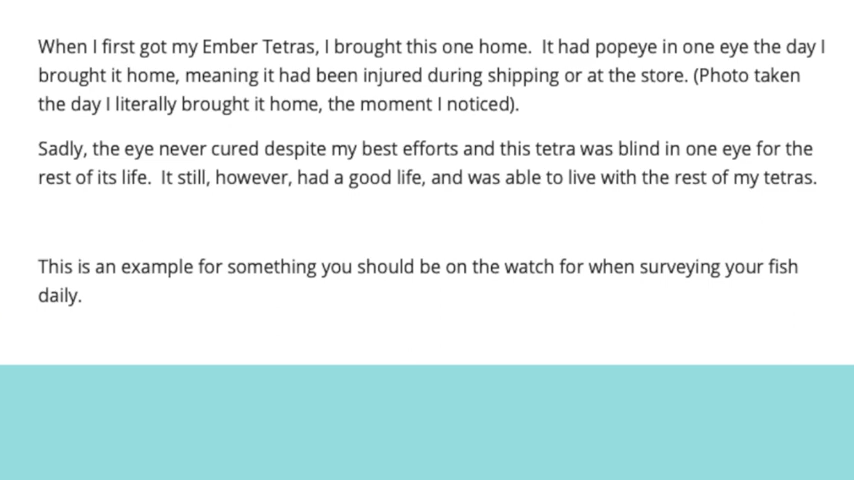 When I first got my Ember Tetras, I brought this one home.  It had popeye in one eye the day I
brought it home, meaning it had been injured during shipping or at the store. (Photo taken
the day I literally brought it home, the moment I noticed).
Sadly, the eye never cured despite my best efforts and this tetra was blind in one eye for the
rest of its life.  It still, however, had a good life, and was able to live with the rest of my tetras.
This is an example for something you should be on the watch for when surveying your fish
daily.